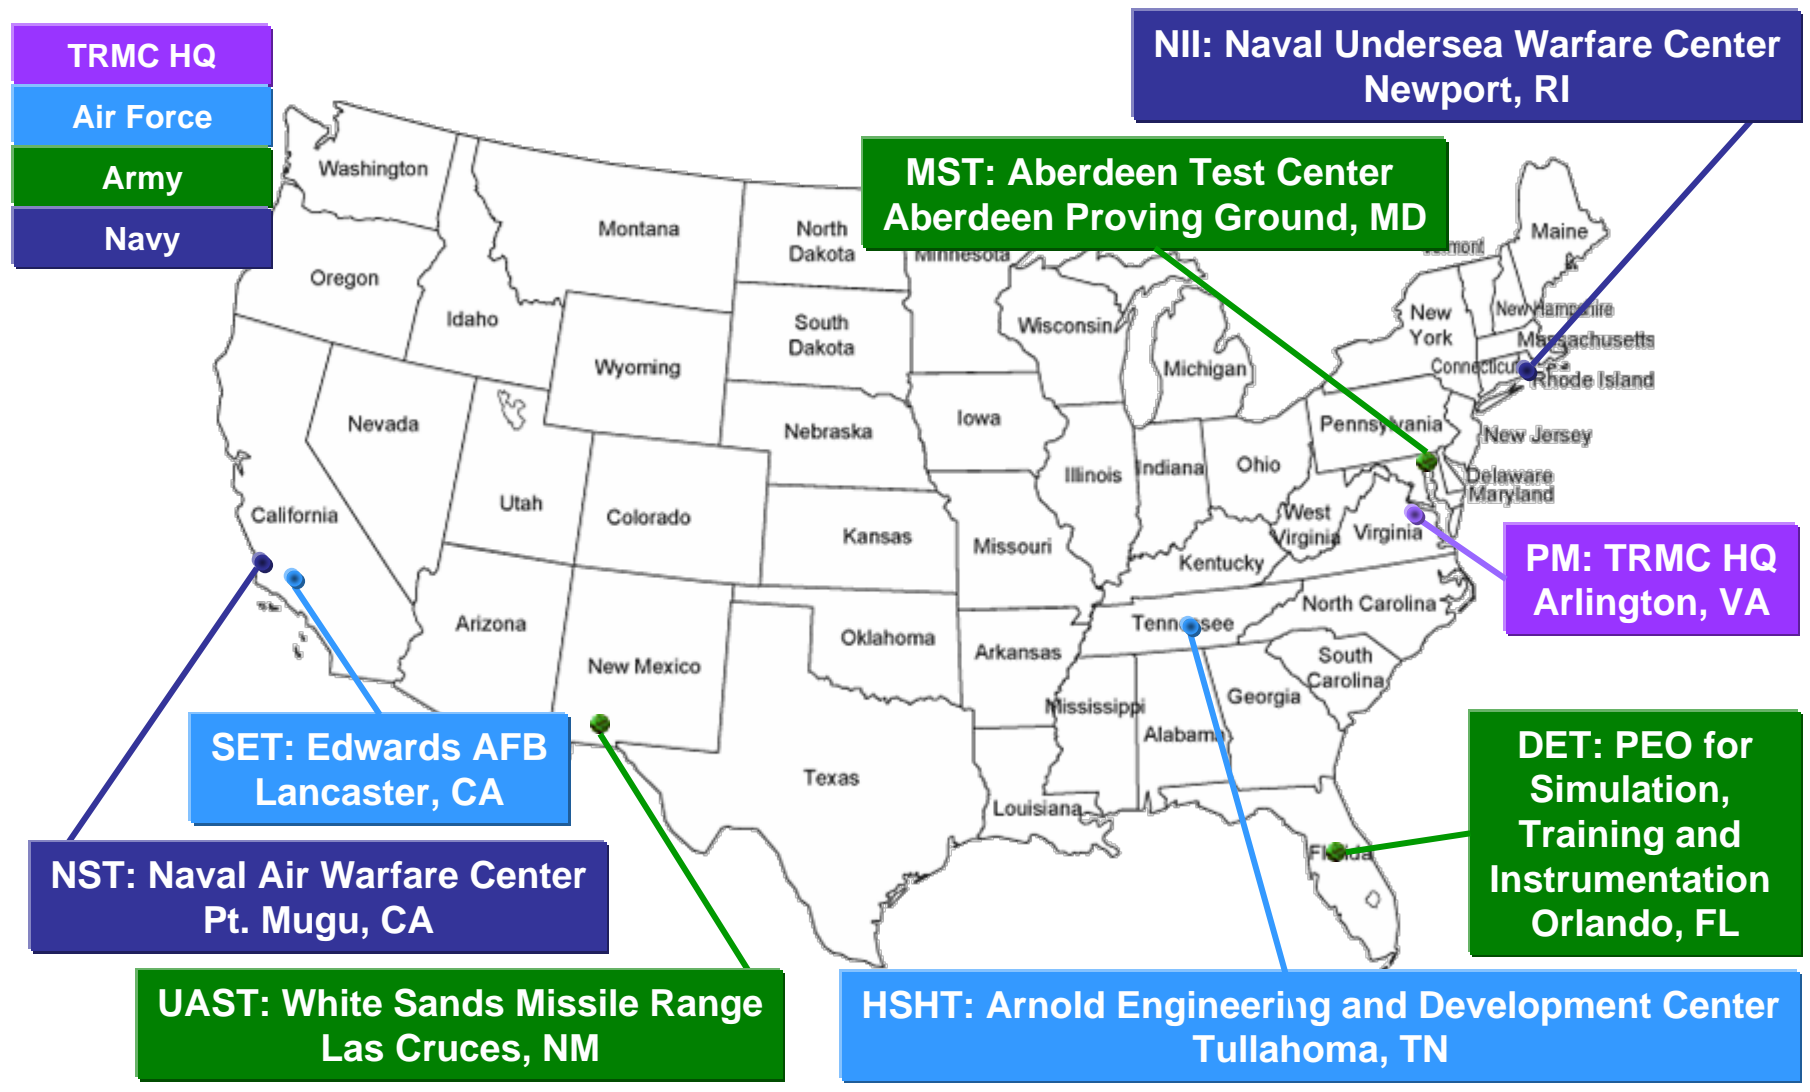 TRMC HQ
Air Force
Army
Navy
NII: Naval Undersea Warfare Center
Newport, RI
MST: Aberdeen Test Center
Aberdeen Proving Ground, MD
Washington
Montana
North
Dakota
Minnesota
Maine
Oregon
Idaho
South
Dakota
Wisconsin
New
York
New Hampshire
Massachusetts
Wyoming
Michigan
Connecticut
Rhode Island
Nevada
Nebraska
Iowa
Pennsylvania
New Jersey
Illinois
Indiana
Ohio
Delaware
Maryland
California
Utah
Colorado
Kansas
Missouri
West
Virginia
Virginia
Kentucky
PM: TRMC HQ
Arlington, VA
Arizona
New Mexico
Oklahoma
Arkansas
Tennessee
North Carolina
South
Carolina
Mississippi
Alabama
Georgia
Texas
Louisiana
Florida
SET: Edwards AFB
Lancaster, CA
DET: PEO for
Simulation,
Training and
Instrumentation
Orlando, FL
NST: Naval Air Warfare Center
Pt. Mugu, CA
UAST: White Sands Missile Range
Las Cruces, NM
HSHT: Arnold Engineering and Development Center
Tullahoma, TN